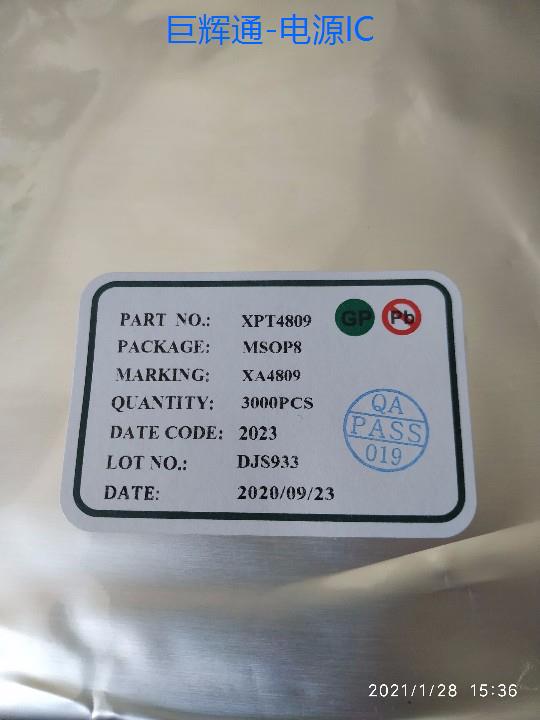 巨辉通-电源IC
PART NO.: XPT4809
GP Pb
PACKAGE: MSOP8
MARKING: XA4809
QUANTITY: 3000PCS
QA
PASS
019
DATE CODE: 2023
LOT NO.: DJS933
DATE: 2020/09/23
2021/1/28 15:36